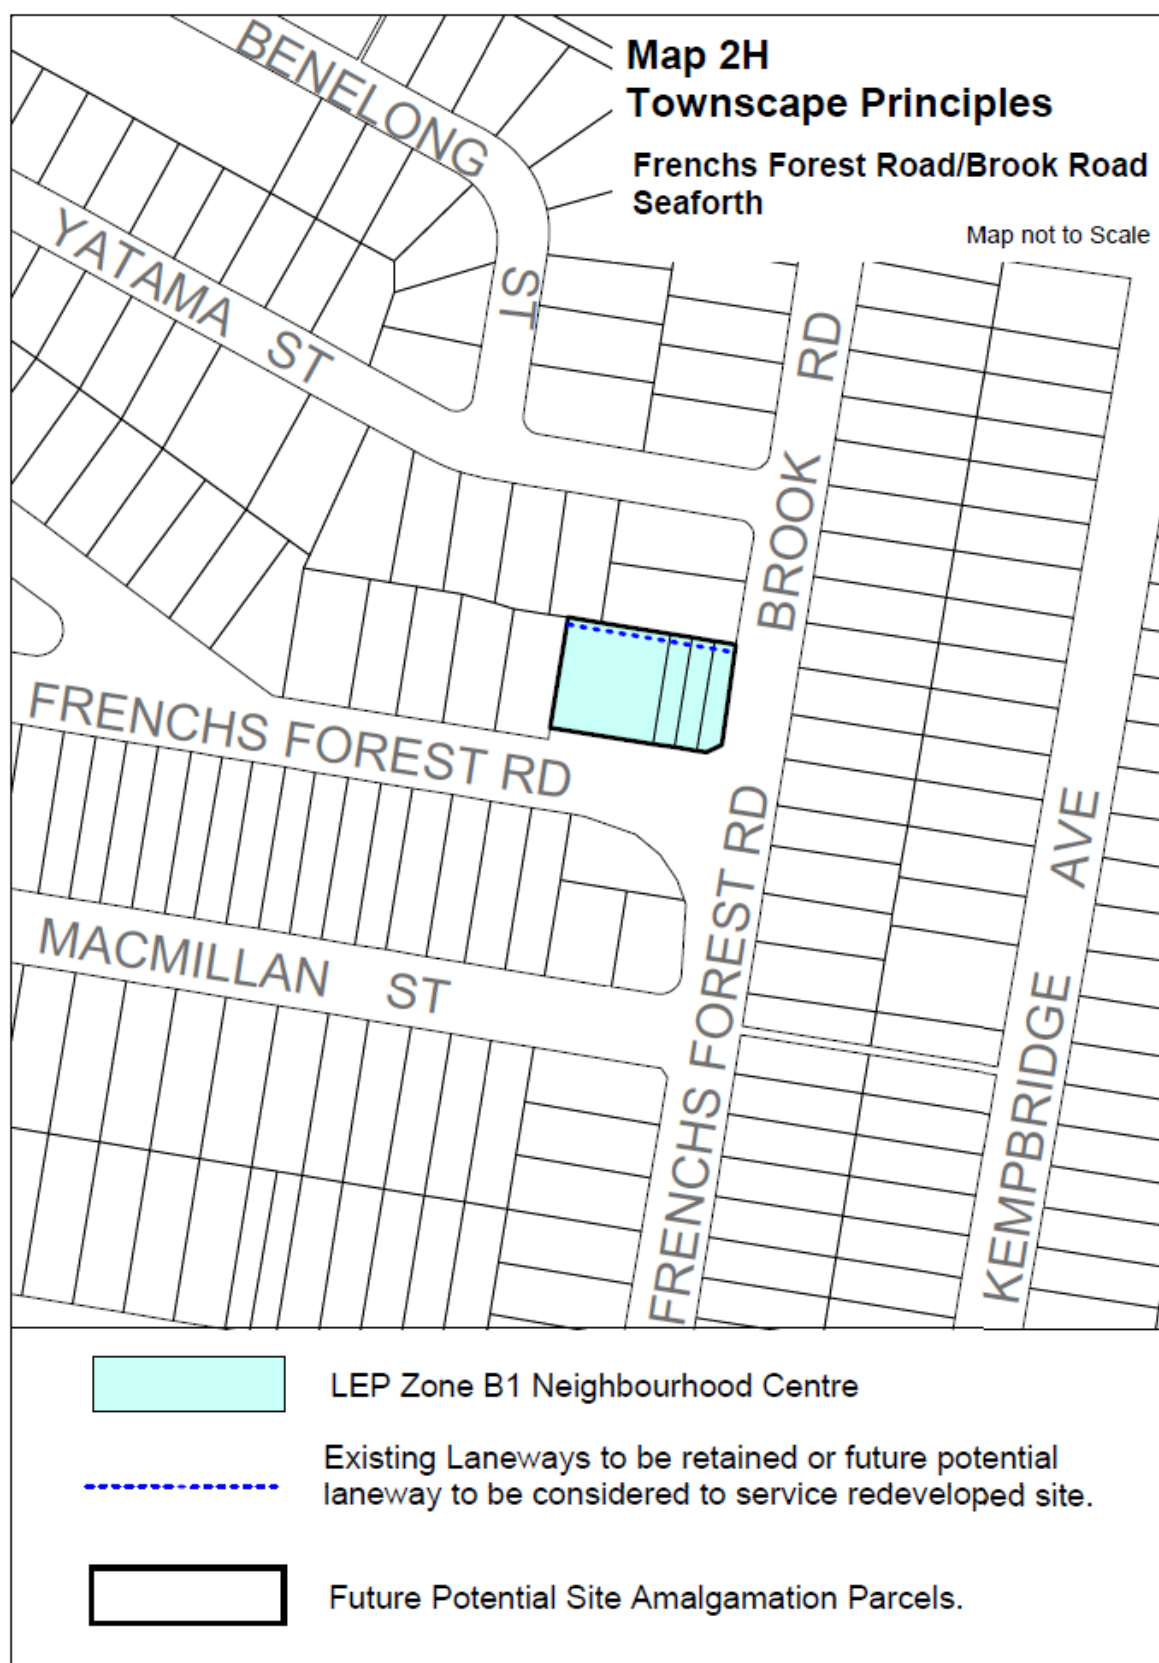 Map 2H
Townscape Principles
Frenchs Forest Road/Brook Road
Seaforth
Map not to Scale
BENELONG
ST
YATAMA ST
BROOK RD
FRENCHS FOREST RD
FRENCHS FOREST RD
MACMILLAN ST
KEMPBRIDGE AVE
LEP Zone B1 Neighbourhood Centre
Existing Laneways to be retained or future potential
laneway to be considered to service redeveloped site.
Future Potential Site Amalgamation Parcels.